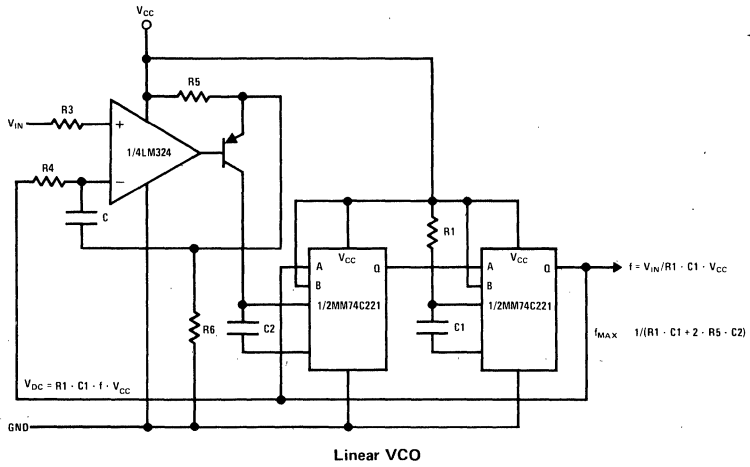 VCC
R5
R3
VIN
+
1/4LM324
R4
−
C
R1
VCC
VCC
A
Q
A
Q
f = VIN/R1 · C1 · VCC
B
B
1/2MM74C221
1/2MM74C221
R6
C2
C1
fMAX 1/(R1 · C1 + 2 · R5 · C2)
VDC = R1 · C1 · f · VCC
GND
Linear VCO